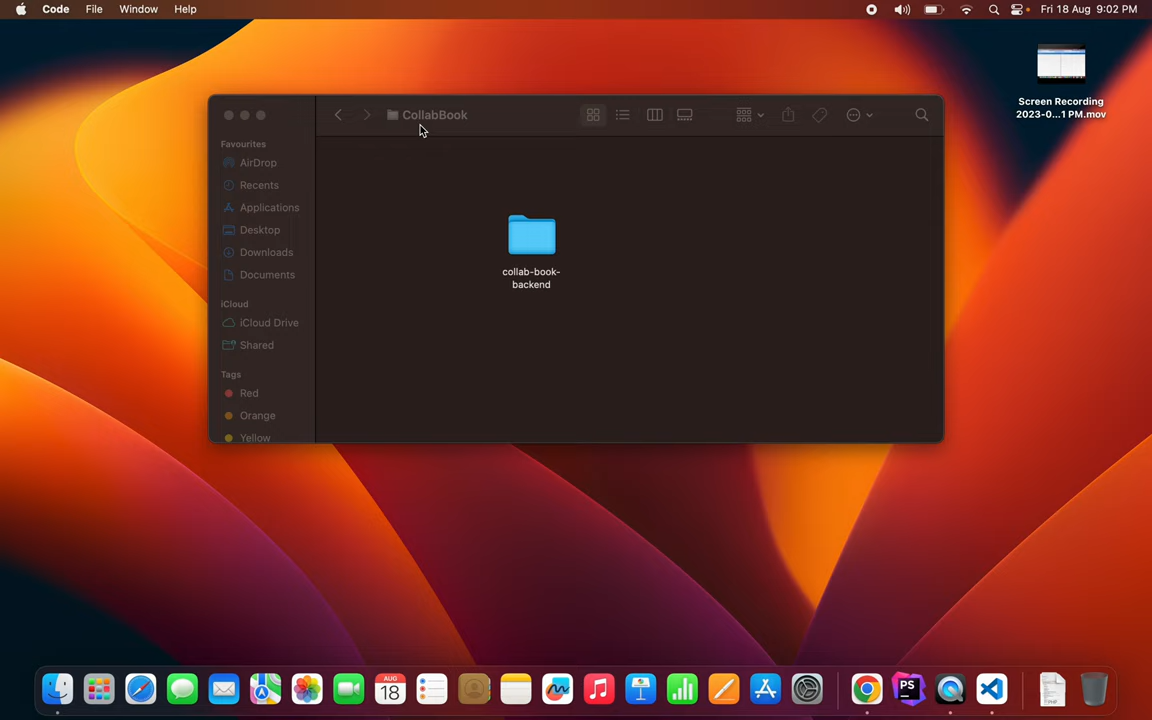 Code File Window Help Fri 18 Aug 9:02 PM
Screen Recording
2023-0...1 PM.mov
CollabBook
Favourites
AirDrop
Recents
Applications
Desktop
Downloads
Documents
iCloud
iCloud Drive
Shared
Tags
Red
Orange
Yellow
collab-book-
backend
AUG
18
PS
PHP